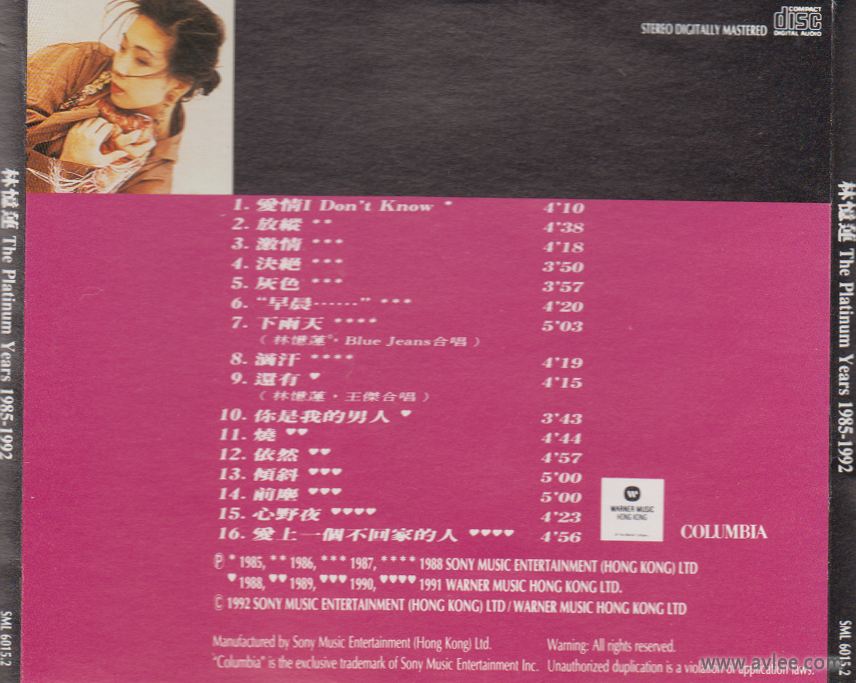 COMPACT
disc
DIGITAL AUDIO
STEREO DIGITALLY MASTERED
林憶蓮 The Platinum Years 1985-1992
SML 6015.2
1. 愛情I Don't Know * 4'10
2. 放縱 ** 4'38
3. 激情 *** 4'18
4. 決絕 *** 3'50
5. 灰色 *** 3'57
6. “早晨……” *** 4'20
7. 下雨天 **** 5'03
(林憶蓮·Blue Jeans合唱)
8. 滴汗 **** 4'19
9. 還有 ♥ 4'15
(林憶蓮·王傑合唱)
10. 你是我的男人 ♥ 3'43
11. 燒 ♥♥ 4'44
12. 依然 ♥♥ 4'57
13. 傾斜 ♥♥♥ 5'00
14. 前塵 ♥♥♥ 5'00
15. 心野夜 ♥♥♥♥ 4'23
16. 愛上一個不回家的人 ♥♥♥♥ 4'56
WARNER MUSIC
HONG KONG
COLUMBIA
℗ * 1985, ** 1986, *** 1987, **** 1988 SONY MUSIC ENTERTAINMENT (HONG KONG) LTD
♥ 1988, ♥♥ 1989, ♥♥♥ 1990, ♥♥♥♥ 1991 WARNER MUSIC HONG KONG LTD.
© 1992 SONY MUSIC ENTERTAINMENT (HONG KONG) LTD / WARNER MUSIC HONG KONG LTD
Manufactured by Sony Music Entertainment (Hong Kong) Ltd. Warning: All rights reserved.
"Columbia" is the exclusive trademark of Sony Music Entertainment Inc. Unauthorized duplication is a violation of application laws.
www.avlee.com
林憶蓮 The Platinum Years 1985-1992
SML 6015.2